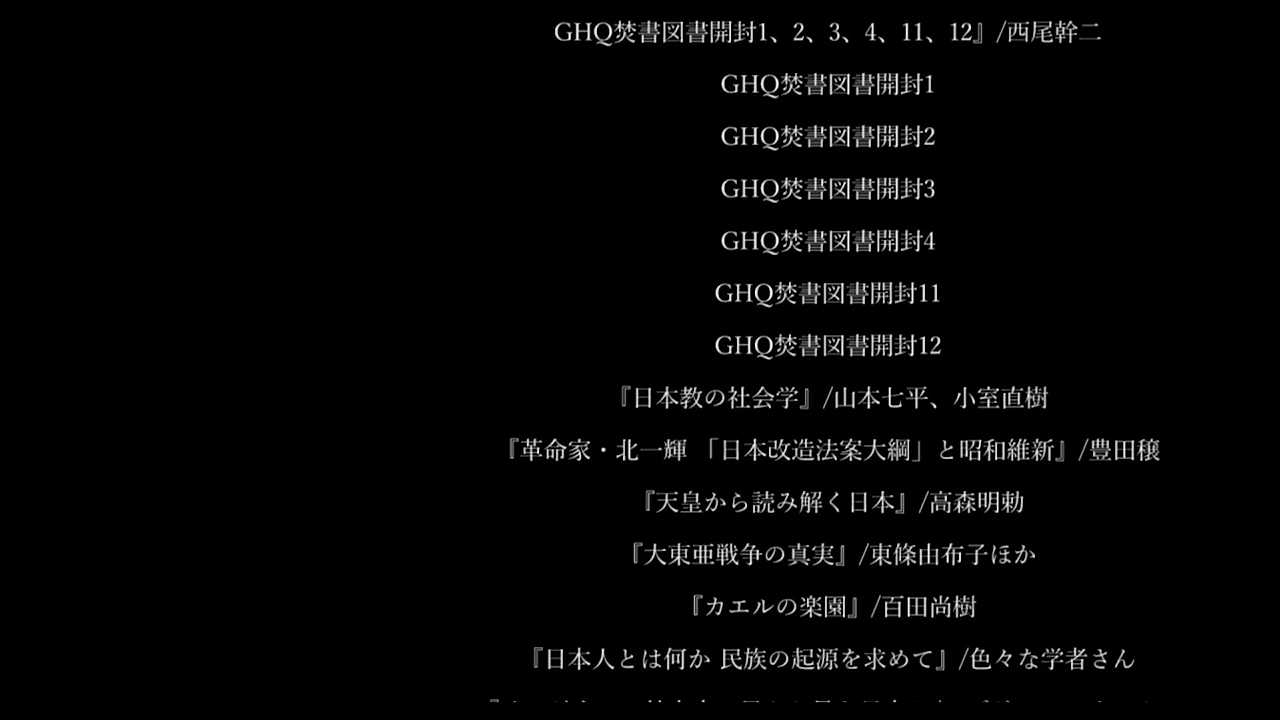 GHQ焚書図書開封1、2、3、4、11、12』/西尾幹二
GHQ焚書図書開封1
GHQ焚書図書開封2
GHQ焚書図書開封3
GHQ焚書図書開封4
GHQ焚書図書開封11
GHQ焚書図書開封12
『日本教の社会学』/山本七平、小室直樹
『革命家・北一輝 「日本改造法案大綱」と昭和維新』/豊田穣
『天皇から読み解く日本』/高森明勅
『大東亜戦争の真実』/東條由布子ほか
『カエルの楽園』/百田尚樹
『日本人とは何か 民族の起源を求めて』/色々な学者さん